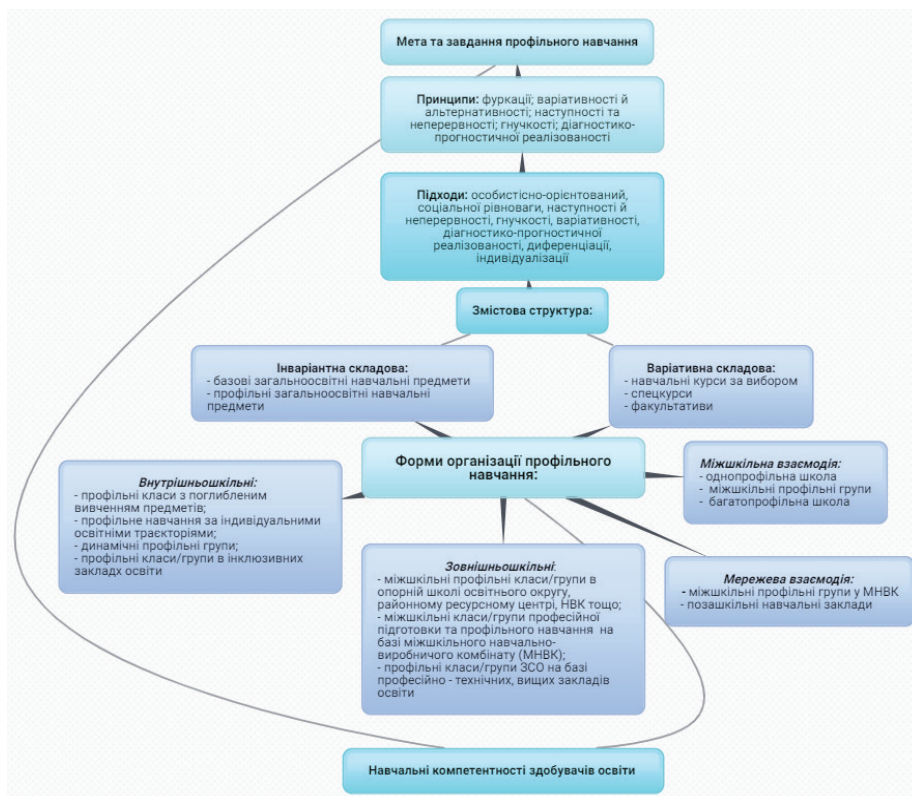 Мета та завдання профільного навчання
Принципи: фуркації; варіативності й
альтернативності; наступності та
неперервності; гнучкості; діагностико-
прогностичної реалізованості
Підходи: особистісно-орієнтований,
соціальної рівноваги, наступності й
неперервності, гнучкості, варіативності,
діагностико-прогностичної
реалізованості, диференціації,
індивідуалізації
Змістова структура:
Інваріантна складова:
- базові загальноосвітні навчальні предмети
- профільні загальноосвітні навчальні
предмети
Варіативна складова:
- навчальні курси за вибором
- спецкурси
- факультативи
Форми організації профільного
навчання:
Внутрішньошкільні:
- профільні класи з поглибленим
вивченням предметів;
- профільне навчання за індивідуальними
освітніми траєкторіями;
- динамічні профільні групи;
- профільні класи/групи в інклюзивних
закладх освіти
Міжшкільна взаємодія:
- однопрофільна школа
- міжшкільні профільні групи
- багатопрофільна школа
Зовнішньошкільні:
- міжшкільні профільні класи/групи в
опорній школі освітнього округу,
районному ресурсному центрі, НВК тощо;
- міжшкільні класи/групи професійної
підготовки та профільного навчання на
базі міжшкільного навчально-
виробничого комбінату (МНВК);
- профільні класи/групи ЗСО на базі
професійно - технічних, вищих закладів
освіти
Мережева взаємодія:
- міжшкільні профільні групи у МНВК
- позашкільні навчальні заклади
Навчальні компетентності здобувачів освіти